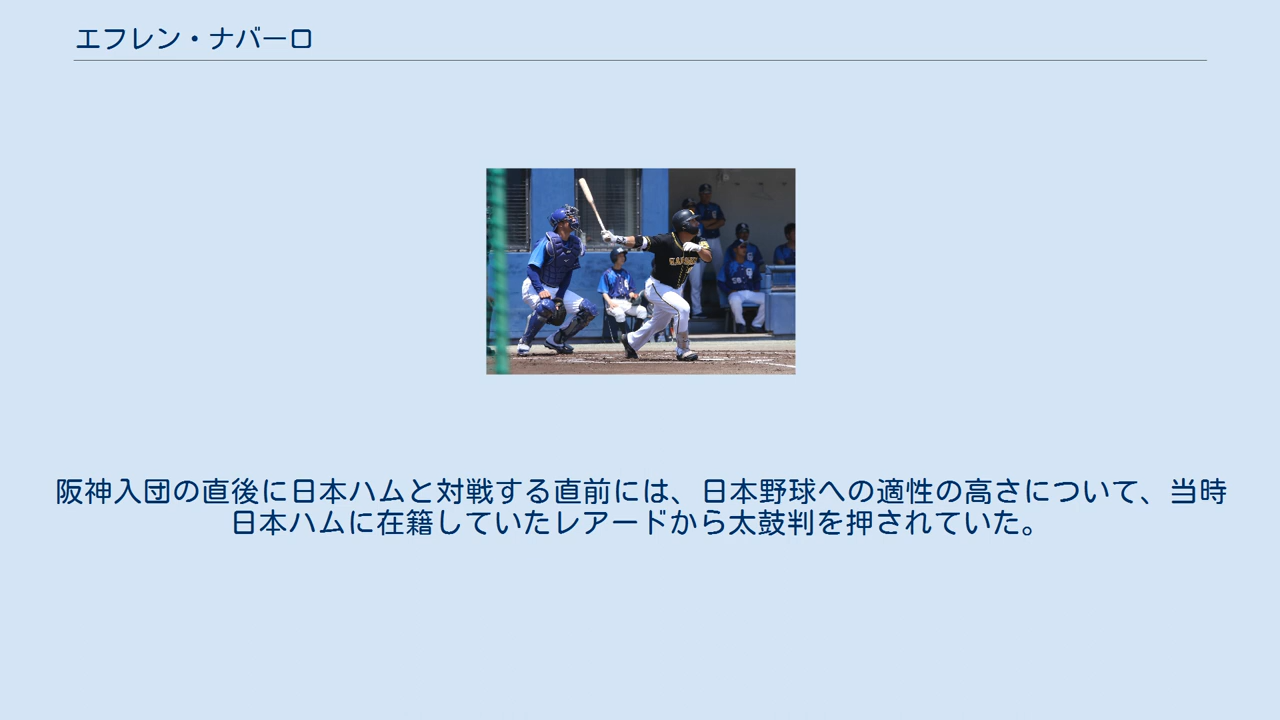 エフレン・ナバーロ
阪神入団の直後に日本ハムと対戦する直前には、日本野球への適性の高さについて、当時
日本ハムに在籍していたレアードから太鼓判を押されていた。